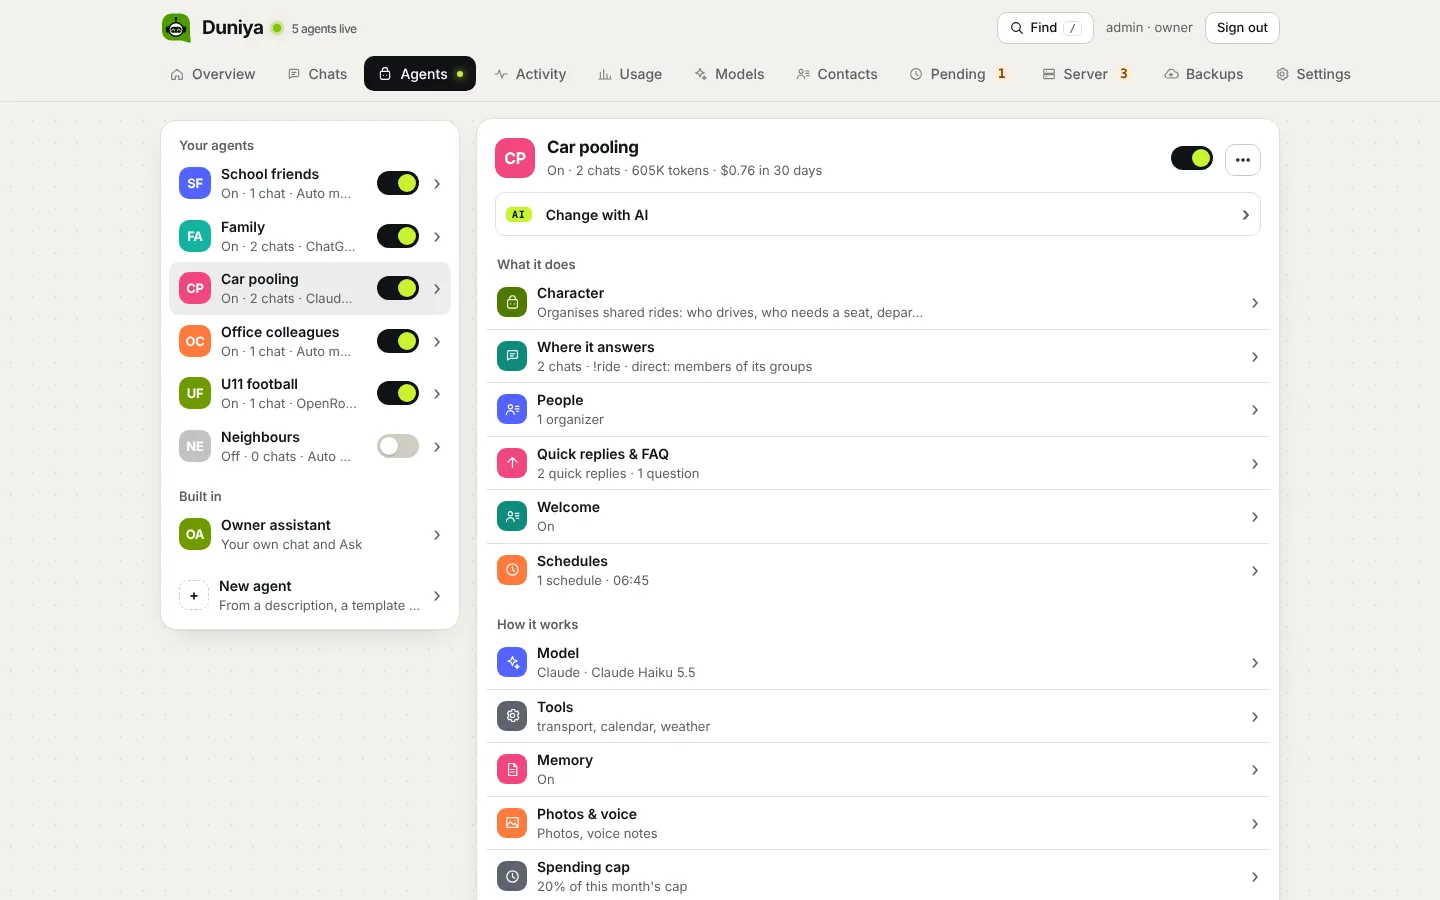 Duniya
5 agents live
Find /
admin · owner
Sign out
Overview
Chats
Agents
Activity
Usage
Models
Contacts
Pending 1
Server 3
Backups
Settings
Your agents
SF
School friends
On · 1 chat · Auto m...
FA
Family
On · 2 chats · ChatG...
CP
Car pooling
On · 2 chats · Claud...
OC
Office colleagues
On · 1 chat · Auto m...
UF
U11 football
On · 1 chat · OpenRo...
NE
Neighbours
Off · 0 chats · Auto ...
Built in
OA
Owner assistant
Your own chat and Ask
+
New agent
From a description, a template ...
CP
Car pooling
On · 2 chats · 605K tokens · $0.76 in 30 days
AI Change with AI
What it does
Character
Organises shared rides: who drives, who needs a seat, depar...
Where it answers
2 chats · !ride · direct: members of its groups
People
1 organizer
Quick replies & FAQ
2 quick replies · 1 question
Welcome
On
Schedules
1 schedule · 06:45
How it works
Model
Claude · Claude Haiku 5.5
Tools
transport, calendar, weather
Memory
On
Photos & voice
Photos, voice notes
Spending cap
20% of this month's cap